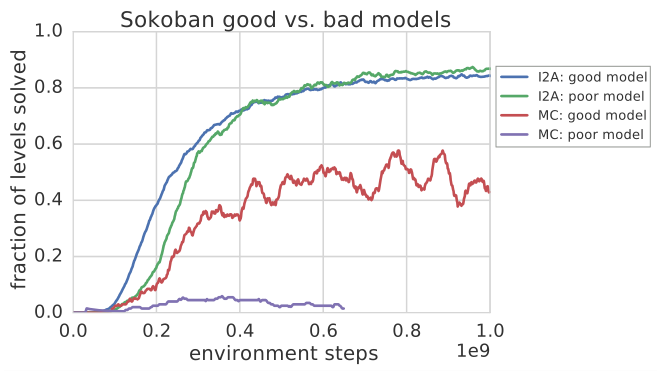 Sokoban good vs. bad models
fraction of levels solved
1.0
0.8
0.6
0.4
0.2
0.0
0.0 0.2 0.4 0.6 0.8 1.0
1e9
environment steps
I2A: good model
I2A: poor model
MC: good model
MC: poor model